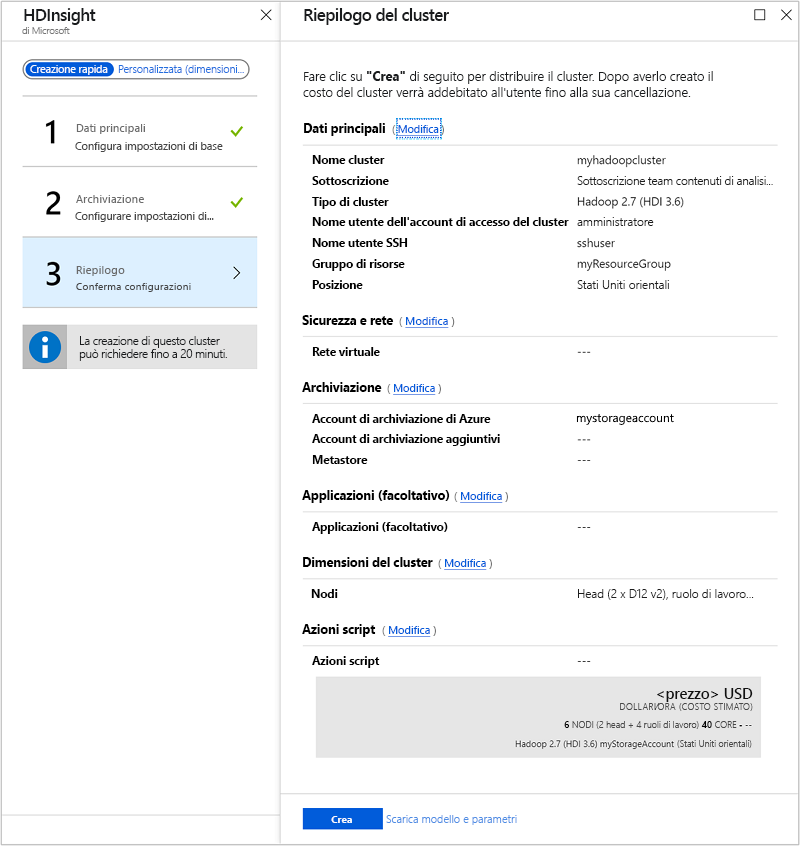 HDInsight
di Microsoft
Creazione rapida Personalizzata (dimensioni...
1 Dati principali
Configura impostazioni di base
2 Archiviazione
Configurare impostazioni di...
3 Riepilogo
Conferma configurazioni
La creazione di questo cluster
può richiedere fino a 20 minuti.
Riepilogo del cluster
Fare clic su "Crea" di seguito per distribuire il cluster. Dopo averlo creato il
costo del cluster verrà addebitato all'utente fino alla sua cancellazione.
Dati principali (Modifica)
Nome cluster myhadoopcluster
Sottoscrizione Sottoscrizione team contenuti di analisi...
Tipo di cluster Hadoop 2.7 (HDI 3.6)
Nome utente dell'account di accesso del cluster amministratore
Nome utente SSH sshuser
Gruppo di risorse myResourceGroup
Posizione Stati Uniti orientali
Sicurezza e rete ( Modifica )
Rete virtuale ---
Archiviazione ( Modifica )
Account di archiviazione di Azure mystorageaccount
Account di archiviazione aggiuntivi ---
Metastore ---
Applicazioni (facoltativo) ( Modifica )
Applicazioni (facoltativo) ---
Dimensioni del cluster ( Modifica )
Nodi Head (2 x D12 v2), ruolo di lavoro...
Azioni script ( Modifica )
Azioni script ---
<prezzo> USD
DOLLARI/ORA (COSTO STIMATO)
6 NODI (2 head + 4 ruoli di lavoro) 40 CORE - --
Hadoop 2.7 (HDI 3.6) myStorageAccount (Stati Uniti orientali)
Crea Scarica modello e parametri